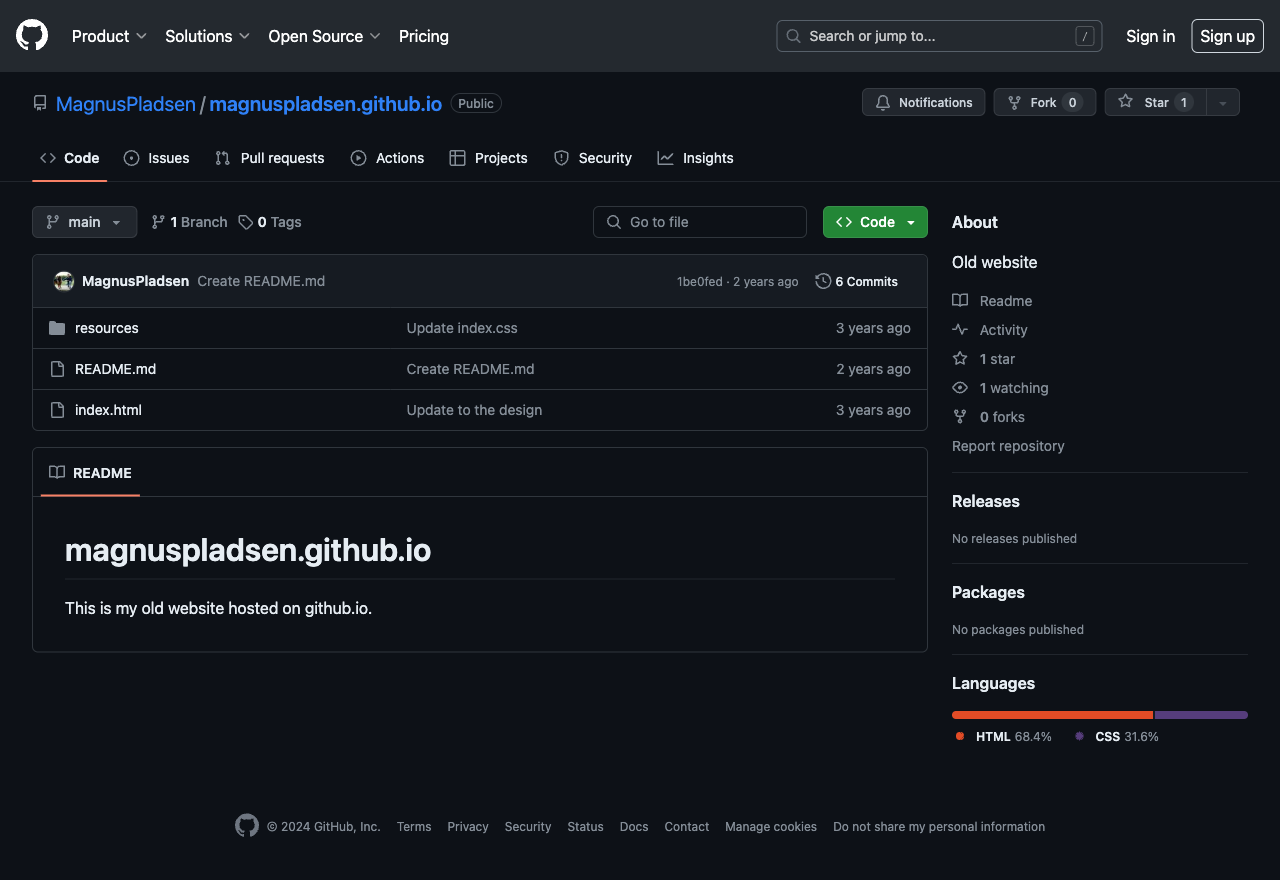 Product Solutions Open Source Pricing Search or jump to... / Sign in Sign up
MagnusPladsen / magnuspladsen.github.io Public Notifications Fork 0 Star 1
Code Issues Pull requests Actions Projects Security Insights
main 1 Branch 0 Tags Go to file Code
MagnusPladsen Create README.md 1be0fed · 2 years ago 6 Commits
resources Update index.css 3 years ago
README.md Create README.md 2 years ago
index.html Update to the design 3 years ago
README
magnuspladsen.github.io
This is my old website hosted on github.io.
About
Old website
Readme
Activity
1 star
1 watching
0 forks
Report repository
Releases
No releases published
Packages
No packages published
Languages
HTML 68.4% CSS 31.6%
© 2024 GitHub, Inc. Terms Privacy Security Status Docs Contact Manage cookies Do not share my personal information